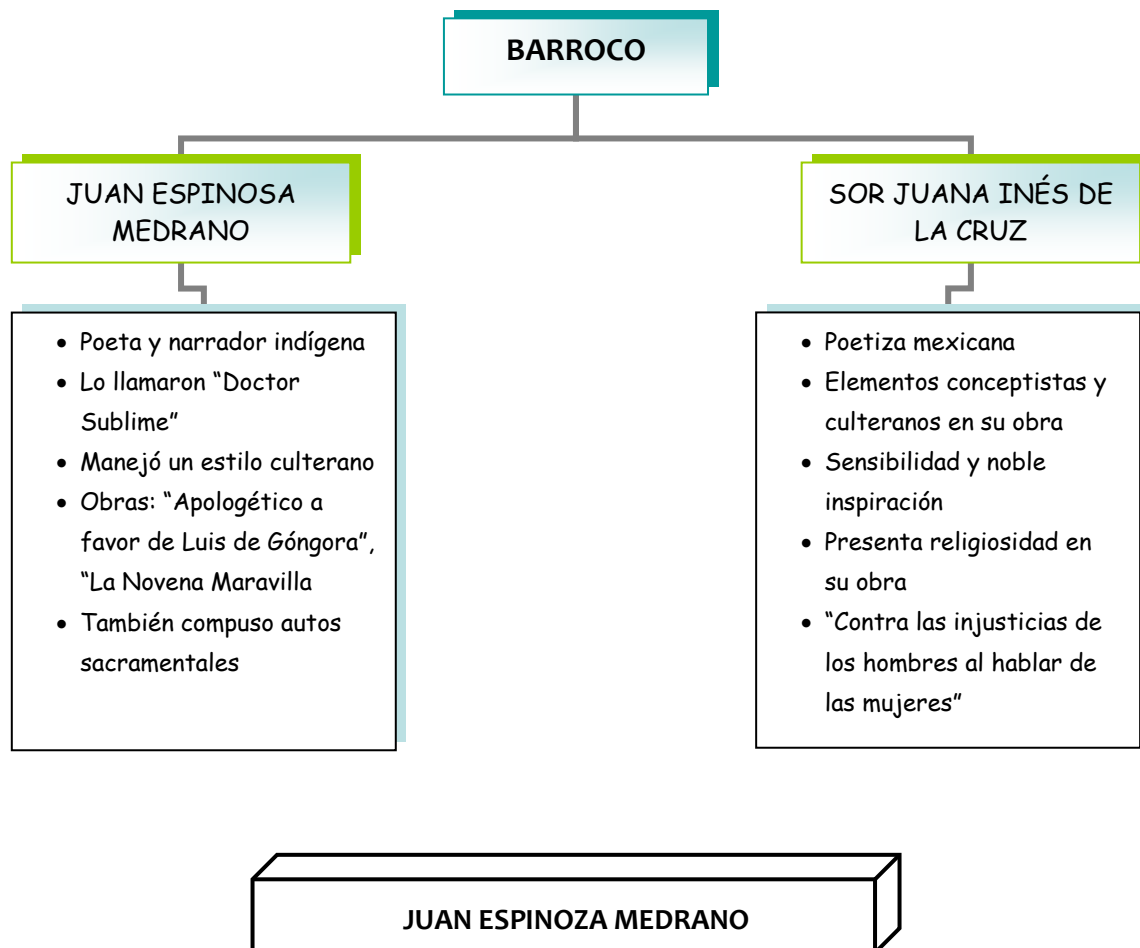 BARROCO
JUAN ESPINOSA
MEDRANO
• Poeta y narrador indígena
• Lo llamaron “Doctor
Sublime”
• Manejó un estilo culterano
• Obras: “Apologético a
favor de Luis de Góngora”,
“La Novena Maravilla
• También compuso autos
sacramentales
SOR JUANA INÉS DE
LA CRUZ
• Poetiza mexicana
• Elementos conceptistas y
culteranos en su obra
• Sensibilidad y noble
inspiración
• Presenta religiosidad en
su obra
• “Contra las injusticias de
los hombres al hablar de
las mujeres”
JUAN ESPINOZA MEDRANO